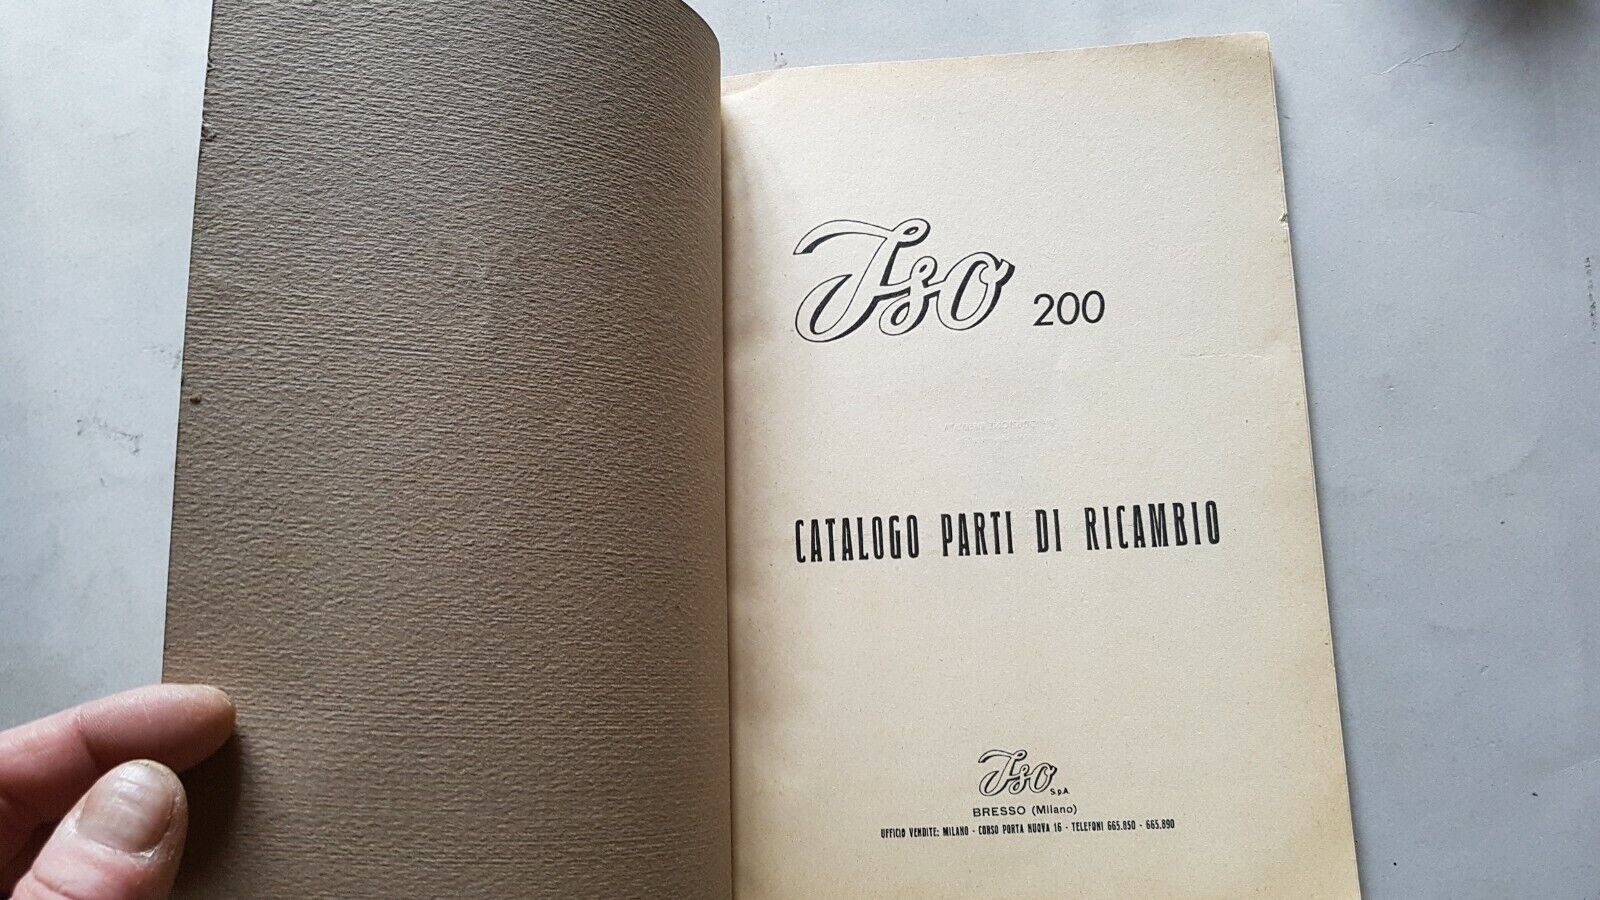 Iso 200
CATALOGO PARTI DI RICAMBIO
Iso
S.p.A.
BRESSO (Milano)
UFFICIO VENDITE: MILANO - CORSO PORTA NUOVA 16 - TELEFONI 665.850 - 665.890